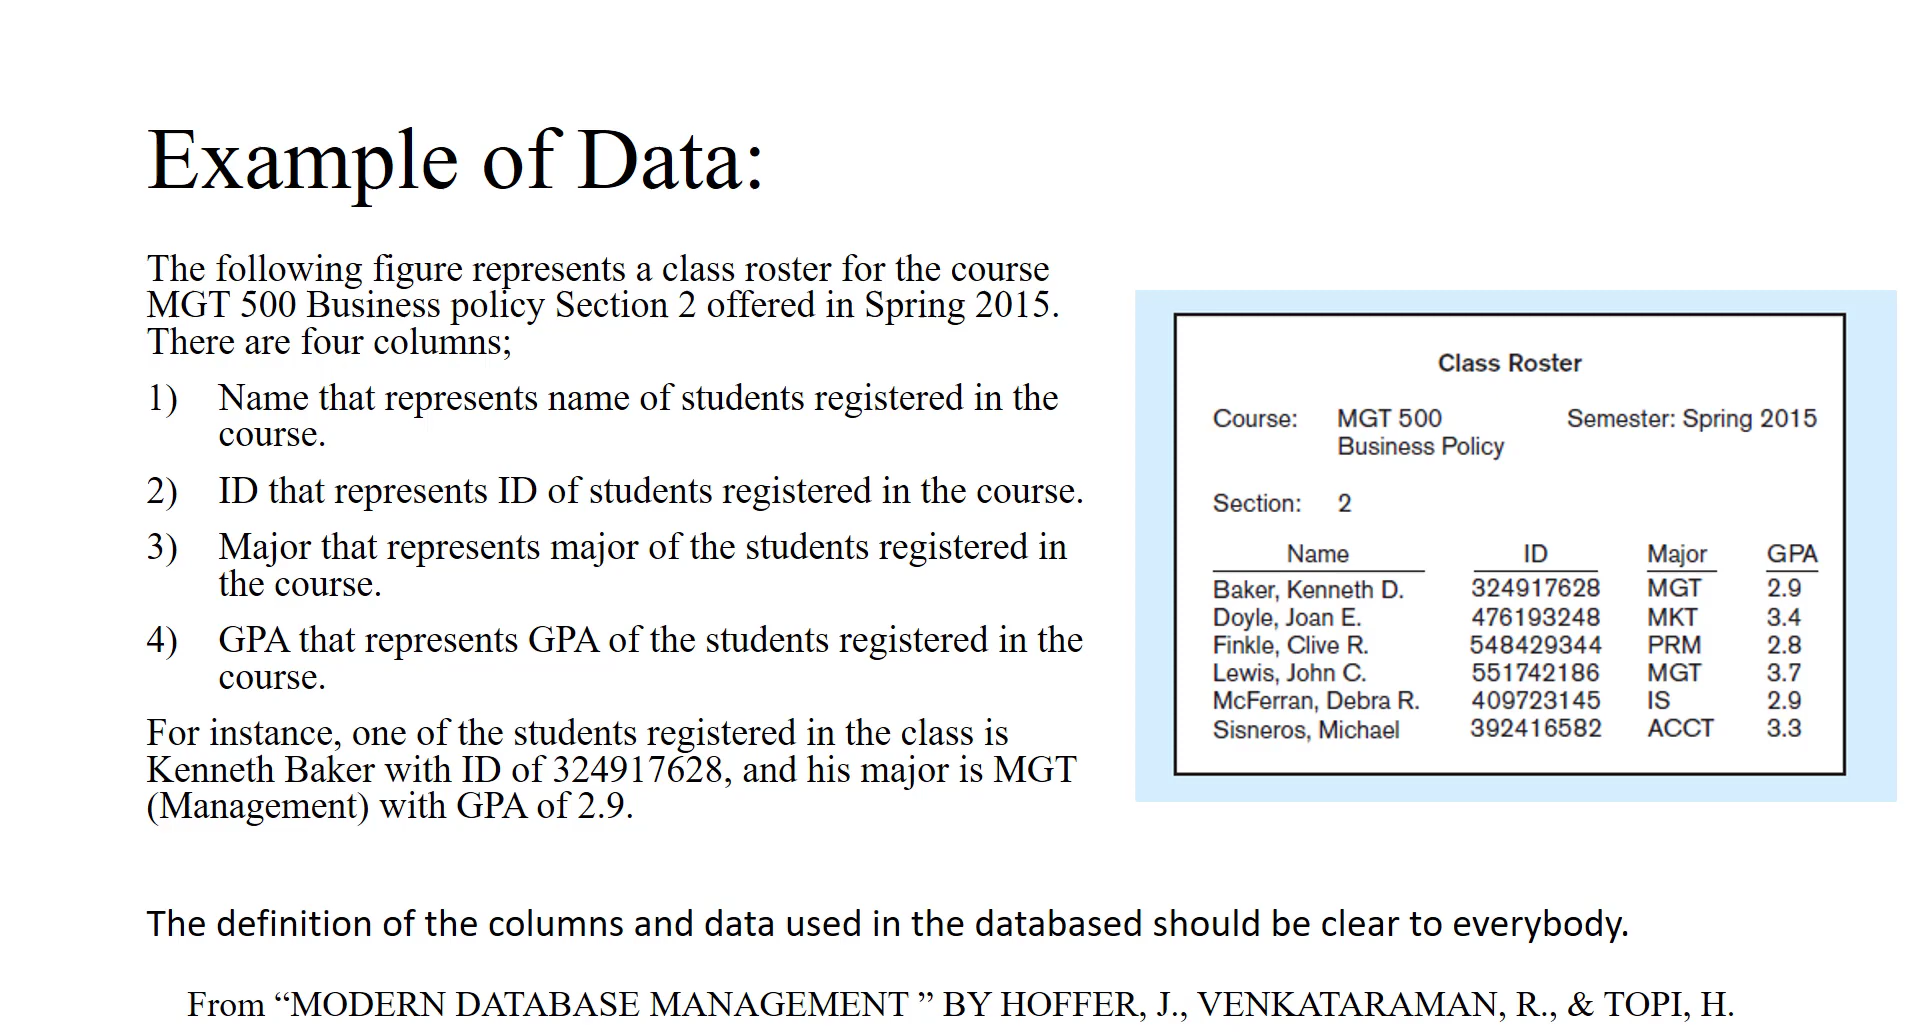 Example of Data:
The following figure represents a class roster for the course
MGT 500 Business policy Section 2 offered in Spring 2015.
There are four columns;
1) Name that represents name of students registered in the
course.
2) ID that represents ID of students registered in the course.
3) Major that represents major of the students registered in
the course.
4) GPA that represents GPA of the students registered in the
course.
For instance, one of the students registered in the class is
Kenneth Baker with ID of 324917628, and his major is MGT
(Management) with GPA of 2.9.
Class Roster
Course: MGT 500 Semester: Spring 2015
Business Policy
Section: 2
Name ID Major GPA
Baker, Kenneth D. 324917628 MGT 2.9
Doyle, Joan E. 476193248 MKT 3.4
Finkle, Clive R. 548429344 PRM 2.8
Lewis, John C. 551742186 MGT 3.7
McFerran, Debra R. 409723145 IS 2.9
Sisneros, Michael 392416582 ACCT 3.3
The definition of the columns and data used in the databased should be clear to everybody.
From “MODERN DATABASE MANAGEMENT ” BY HOFFER, J., VENKATARAMAN, R., & TOPI, H.